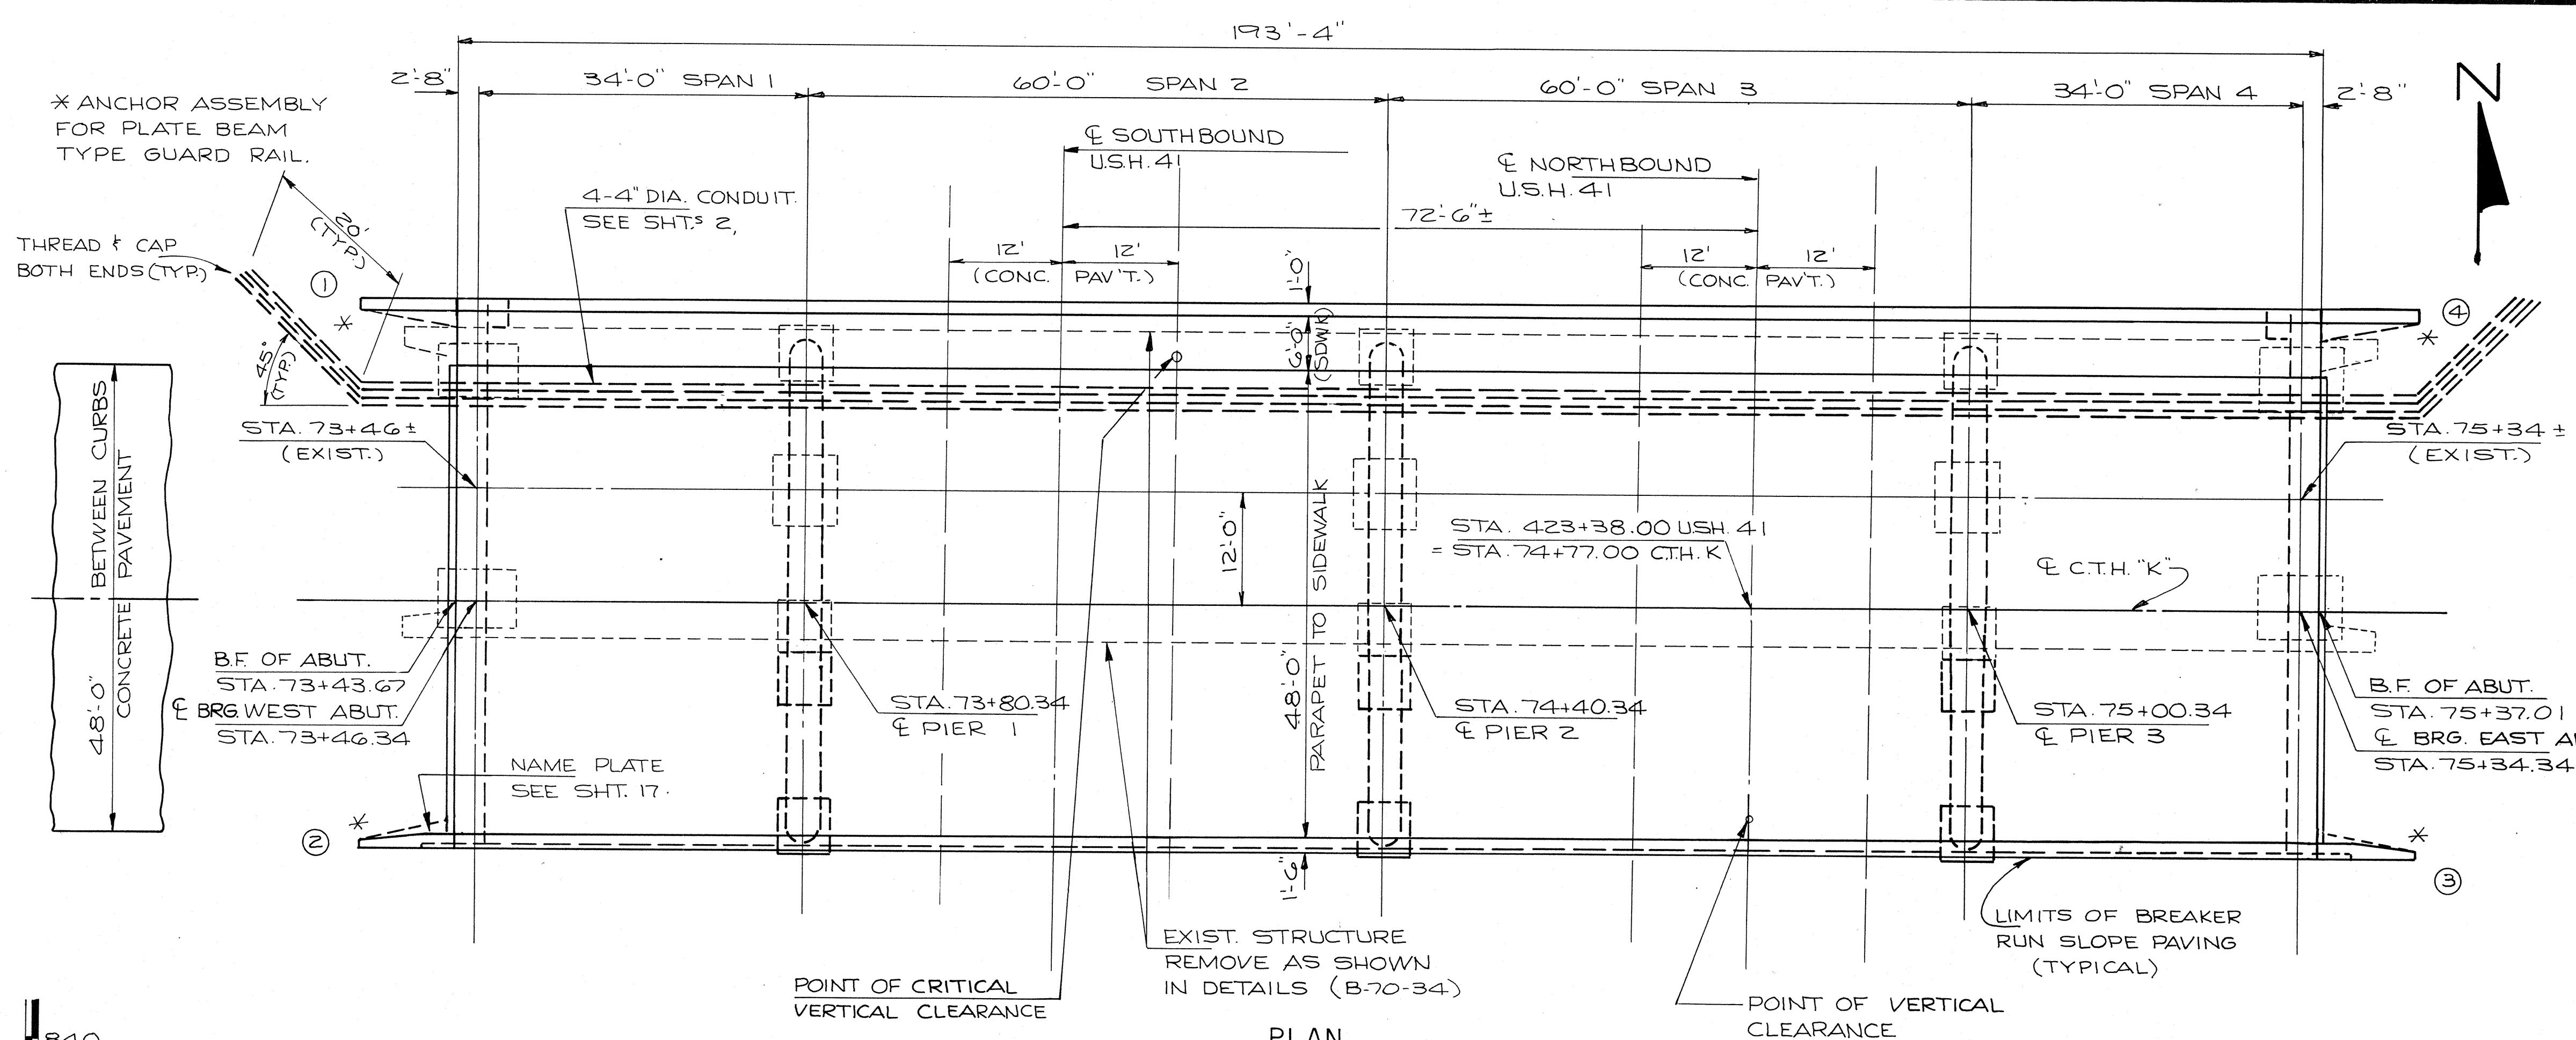 193'-4"
2'-8"
34'-0" SPAN 1
60'-0" SPAN 2
60'-0" SPAN 3
34'-0" SPAN 4
2'-8"
N
* ANCHOR ASSEMBLY
FOR PLATE BEAM
TYPE GUARD RAIL.
℄ SOUTHBOUND
U.S.H. 41
℄ NORTHBOUND
U.S.H. 41
4-4" DIA. CONDUIT.
SEE SHT.S 2,
72'-6"±
20'
(TYP.)
THREAD & CAP
BOTH ENDS (TYP.)
12'
12'
(CONC. PAV'T.)
12'
12'
(CONC. PAV'T.)
1'-0"
6'-0"
(SDWK)
1
4
*
*
45°
(TYP.)
STA. 73+46 ±
(EXIST.)
STA. 75+34 ±
(EXIST.)
48'-0" BETWEEN CURBS
CONCRETE PAVEMENT
12'-0"
48'-0"
PARAPET TO SIDEWALK
STA. 423+38.00 USH. 41
= STA. 74+77.00 C.T.H. K
℄ C.T.H. "K"
B.F. OF ABUT.
STA. 73+43.67
℄ BRG. WEST ABUT.
STA. 73+46.34
STA. 73+80.34
℄ PIER 1
STA. 74+40.34
℄ PIER 2
STA. 75+00.34
℄ PIER 3
B.F. OF ABUT.
STA. 75+37.01
℄ BRG. EAST
STA. 75+34.34
NAME PLATE
SEE SHT. 17.
*
2
*
3
1'-6"
EXIST. STRUCTURE
REMOVE AS SHOWN
IN DETAILS (B-70-34)
LIMITS OF BREAKER
RUN SLOPE PAVING
(TYPICAL)
POINT OF CRITICAL
VERTICAL CLEARANCE
POINT OF VERTICAL
CLEARANCE
PLAN
840